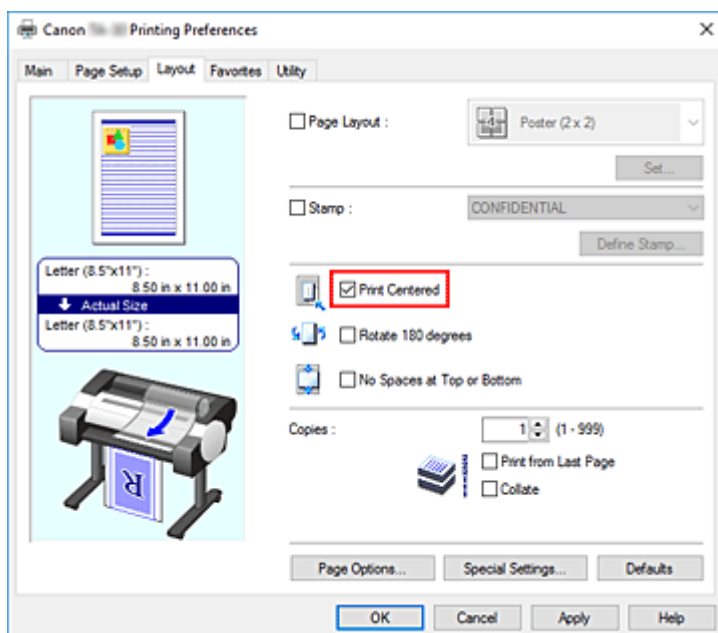 Canon Printing Preferences
Main Page Setup Layout Favorites Utility
Page Layout :
4
Poster (2 x 2)
Set...
Stamp :
CONFIDENTIAL
Define Stamp...
Letter (8.5"x11") :
8.50 in x 11.00 in
Actual Size
Letter (8.5"x11") :
8.50 in x 11.00 in
Print Centered
Rotate 180 degrees
No Spaces at Top or Bottom
R
Copies :
1 (1 - 999)
Print from Last Page
Collate
Page Options... Special Settings... Defaults
OK Cancel Apply Help